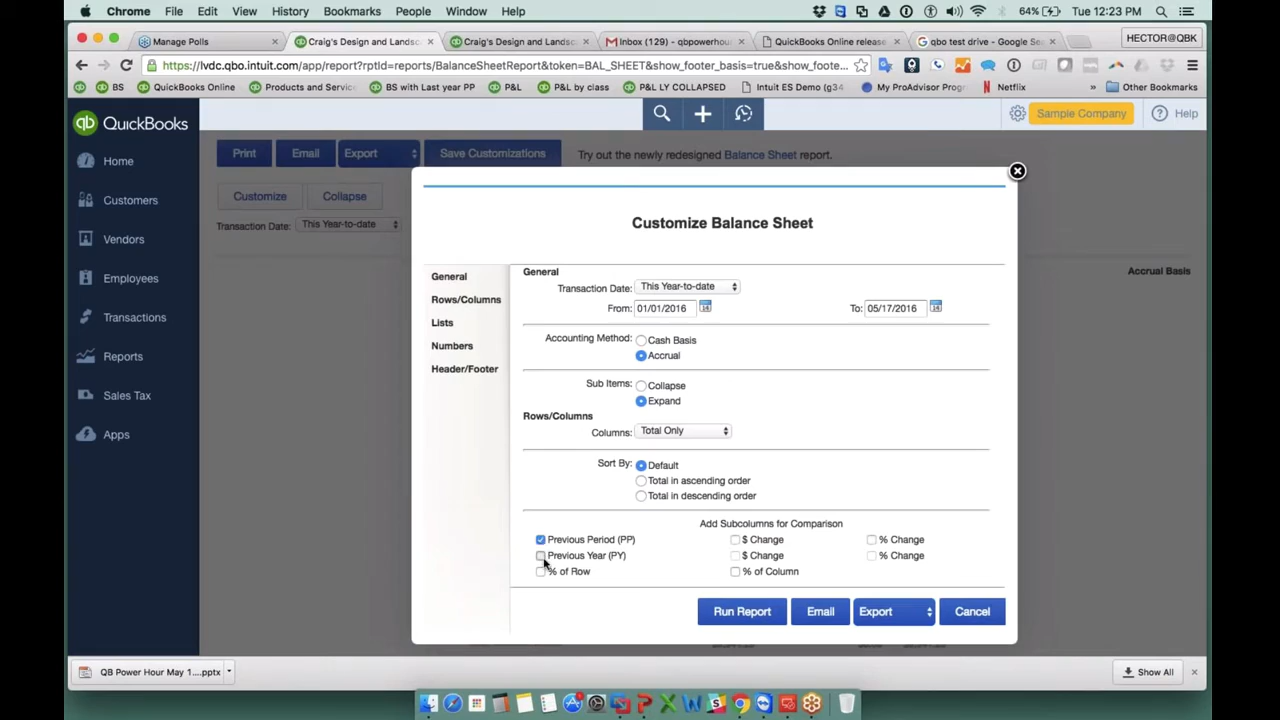 Chrome File Edit View History Bookmarks People Window Help 64% Tue 12:23 PM
Manage Polls Craig's Design and Landsc Craig's Design and Landsc Inbox (129) - qbpowerhou QuickBooks Online release qbo test drive - Google Se HECTOR@QBK
https://lvdc.qbo.intuit.com/app/report?rptId=reports/BalanceSheetReport&token=BAL_SHEET&show_footer_basis=true&show_foote...
BS QuickBooks Online Product and Service BS with Last year PP P&L P&L by class P&L LY COLLAPSED Intuit ES Demo (g34 My ProAdvisor Progr Netflix » Other Bookmarks
qb QuickBooks Sample Company Help
Home
Customers
Vendors
Employees
Transactions
Reports
Sales Tax
Apps
Print Email Export Save Customizations Try out the newly redesigned Balance Sheet report.
Customize Collapse
Transaction Date: This Year-to-date
Accrual Basis
Customize Balance Sheet
General
Rows/Columns
Lists
Numbers
Header/Footer
General
Transaction Date: This Year-to-date
From: 01/01/2016 To: 05/17/2016
Accounting Method: Cash Basis
Accrual
Sub Items: Collapse
Expand
Rows/Columns
Columns: Total Only
Sort By: Default
Total in ascending order
Total in descending order
Add Subcolumns for Comparison
Previous Period (PP) $ Change % Change
Previous Year (PY) $ Change % Change
% of Row % of Column
Run Report Email Export Cancel
QB Power Hour May 1....pptx Show All